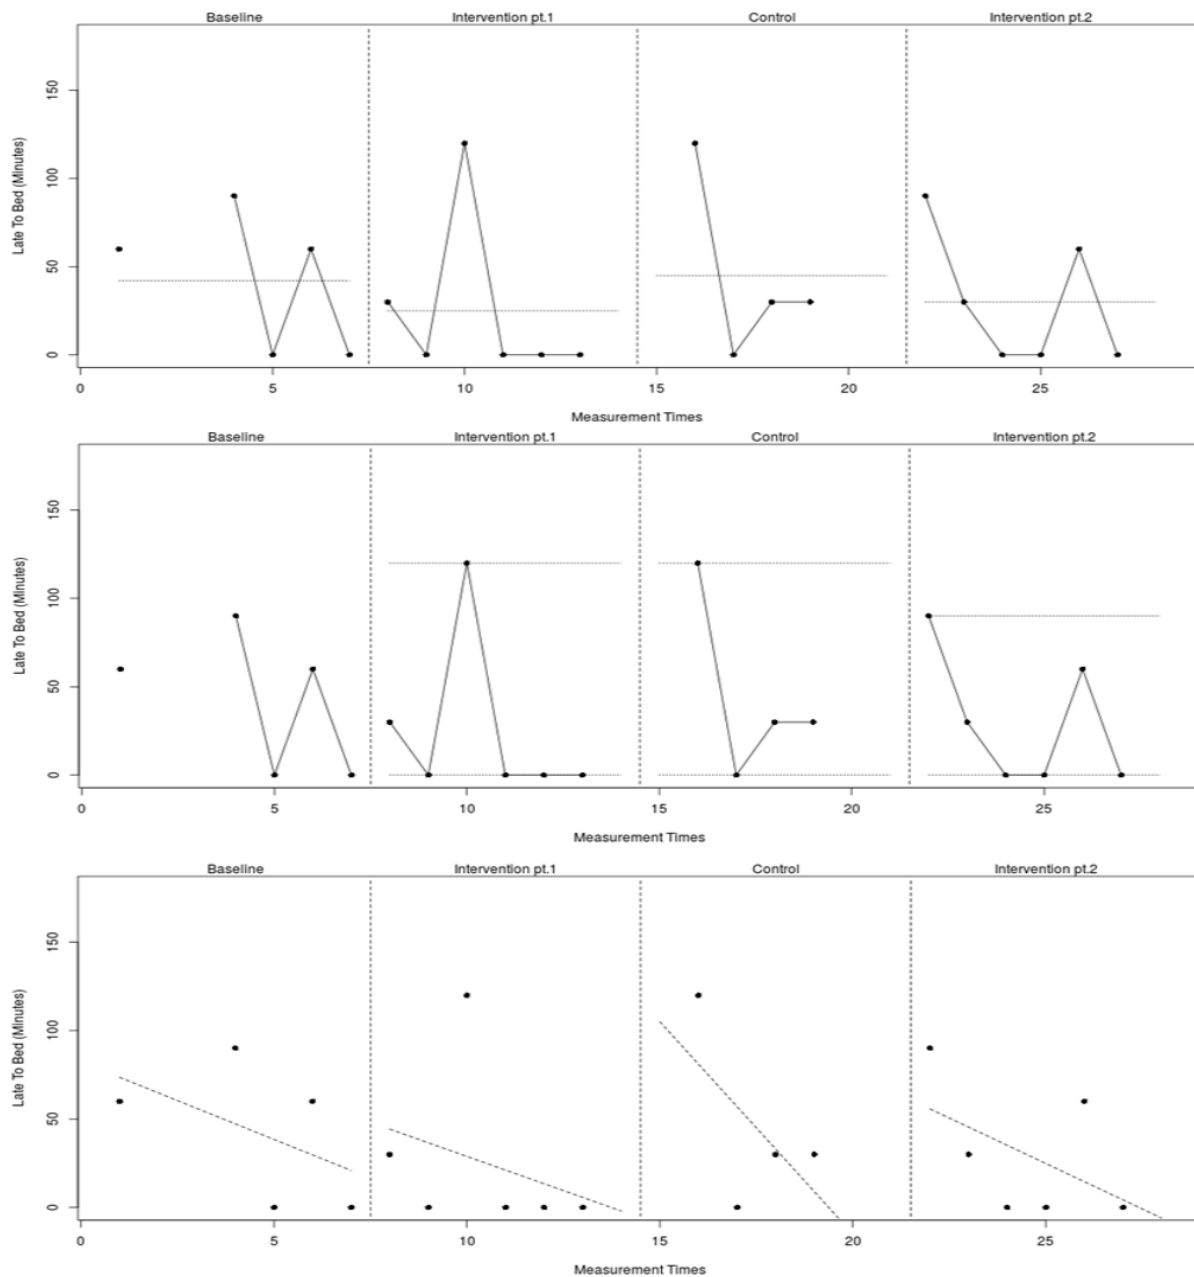 Baseline Intervention pt.1 Control Intervention pt.2
150
100
50
0
Late To Bed (Minutes)
0 5 10 15 20 25
Measurement Times
Baseline Intervention pt.1 Control Intervention pt.2
150
100
50
0
Late To Bed (Minutes)
0 5 10 15 20 25
Measurement Times
Baseline Intervention pt.1 Control Intervention pt.2
150
100
50
0
Late To Bed (Minutes)
0 5 10 15 20 25
Measurement Times